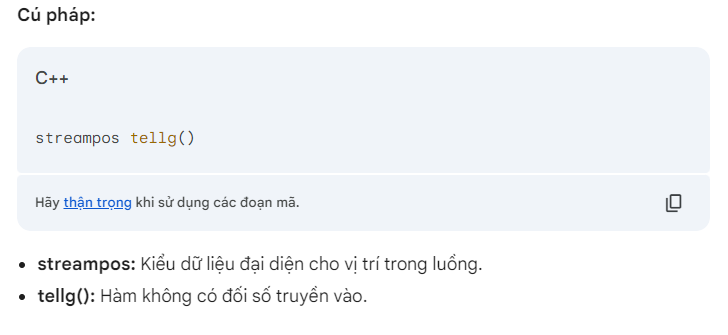 Cú pháp:
C++
streampos tellg()
Hãy thận trọng khi sử dụng các đoạn mã.
• streampos: Kiểu dữ liệu đại diện cho vị trí trong luồng.
• tellg(): Hàm không có đối số truyền vào.